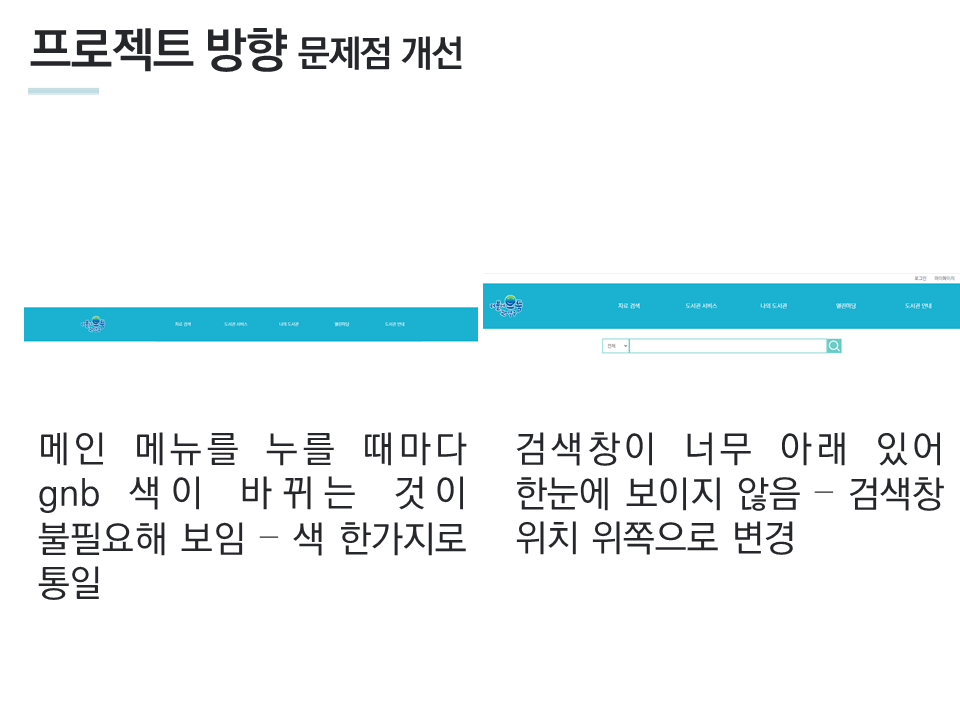 프로젝트 방향 문제점 개선
로그인 마이페이지
자료 검색 도서관 서비스 나의 도서관 열린마당 도서관 안내
자료 검색 도서관 서비스 나의 도서관 열린마당 도서관 안내
전체
메인 메뉴를 누를 때마다
gnb 색이 바뀌는 것이
불필요해 보임 – 색 한가지로
통일
검색창이 너무 아래 있어
한눈에 보이지 않음 – 검색창
위치 위쪽으로 변경